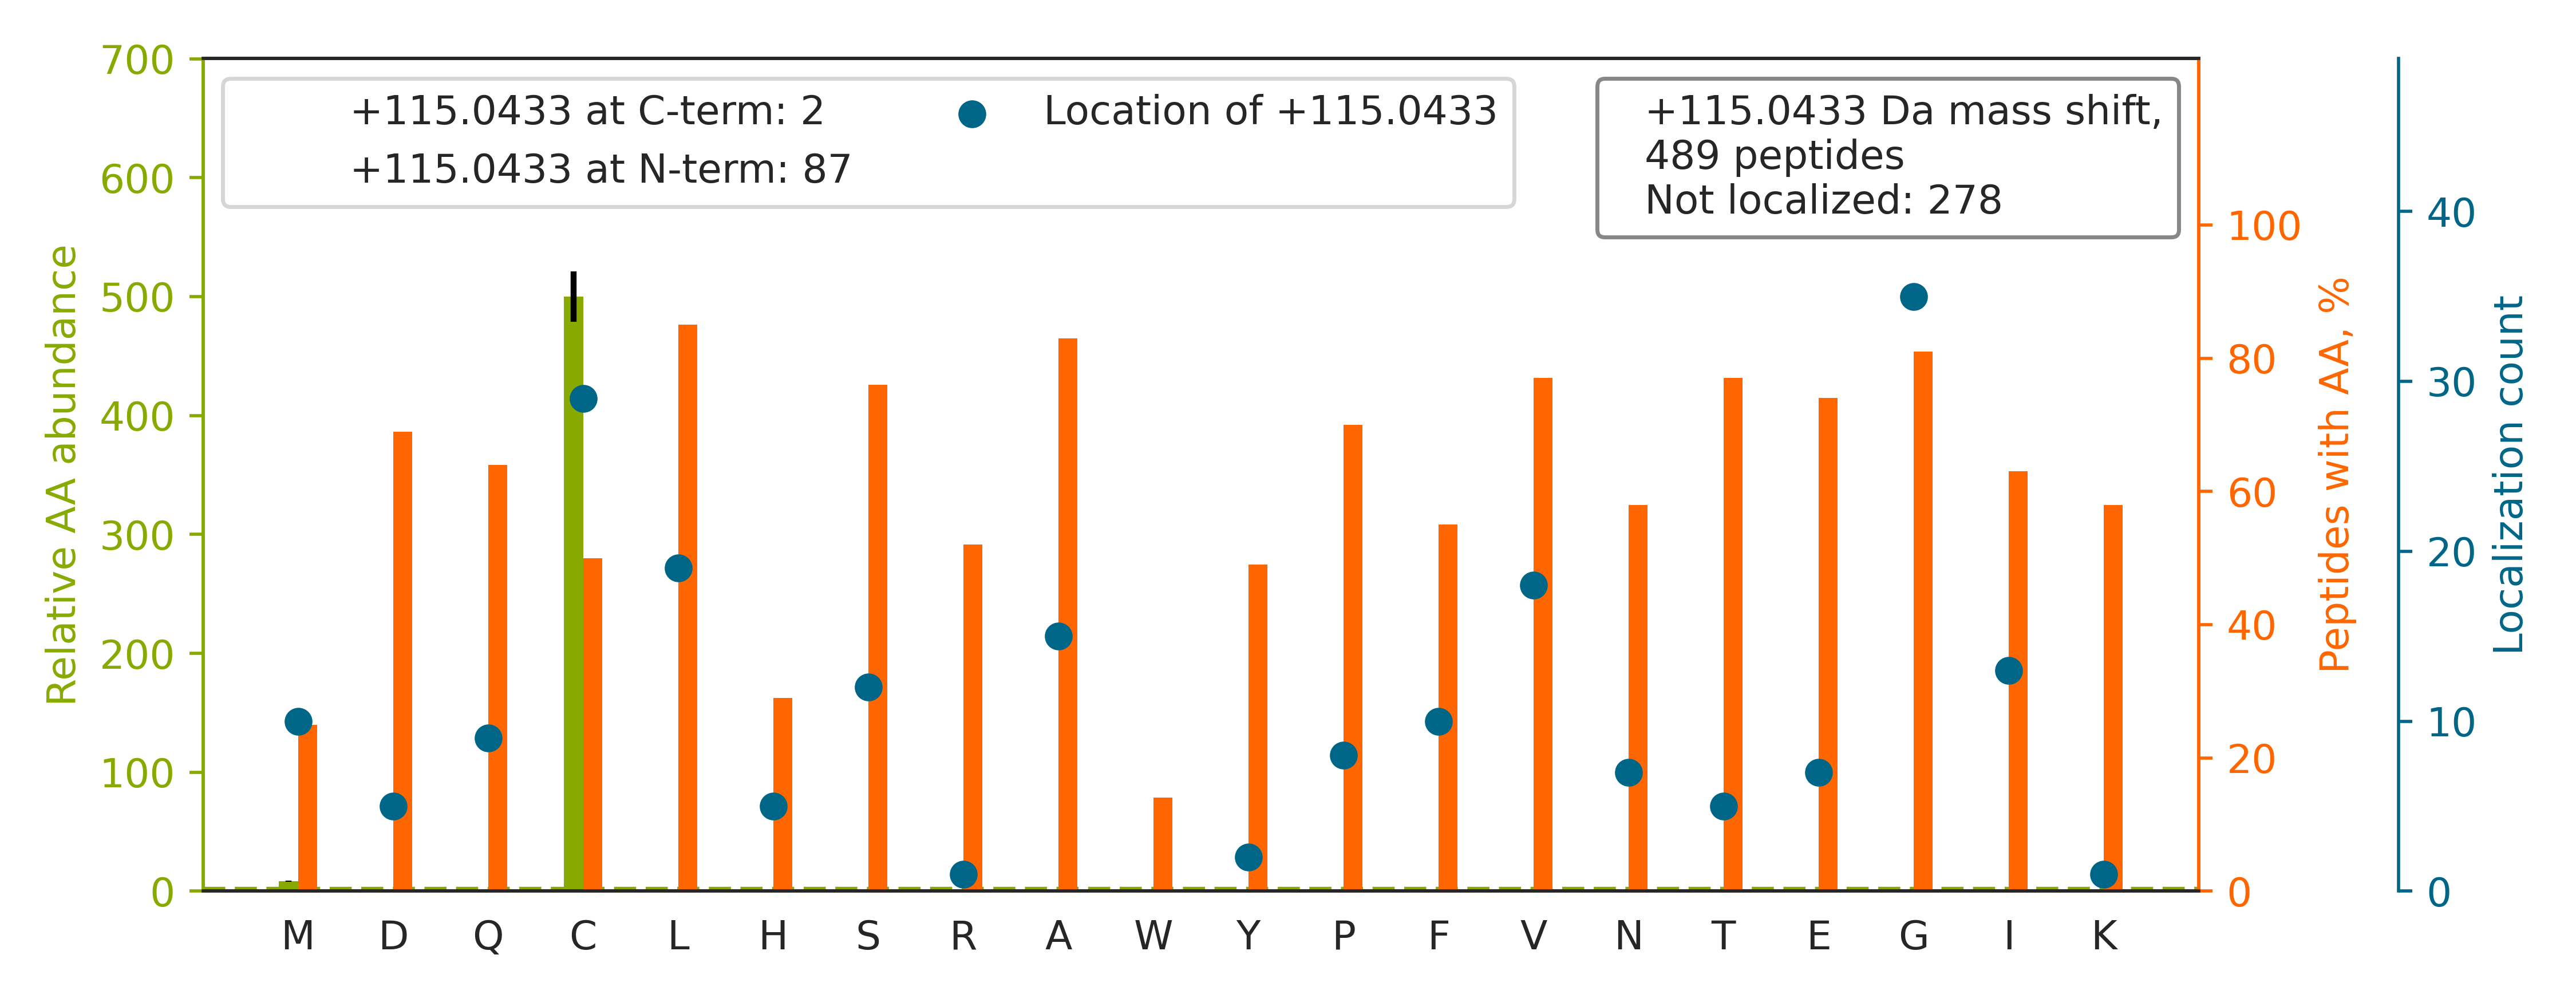 +115.0433 at C-term: 2
+115.0433 at N-term: 87
Location of +115.0433
+115.0433 Da mass shift,
489 peptides
Not localized: 278
Relative AA abundance
700
600
500
400
300
200
100
0
Peptides with AA, %
100
80
60
40
20
0
Localization count
40
30
20
10
0
M D Q C L H S R A W Y P F V N T E G I K